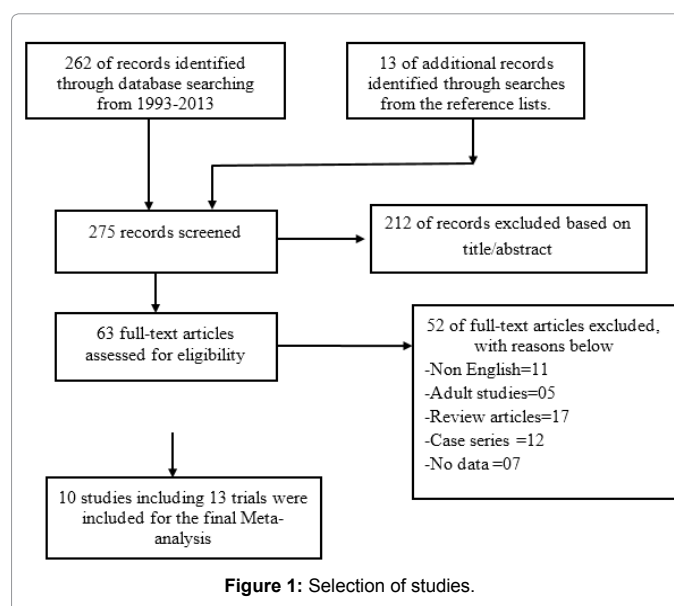 262 of records identified
through database searching
from 1993-2013
13 of additional records
identified through searches
from the reference lists.
275 records screened
212 of records excluded based on
title/abstract
63 full-text articles
assessed for eligibility
52 of full-text articles excluded,
with reasons below
-Non English=11
-Adult studies=05
-Review articles=17
-Case series =12
-No data =07
10 studies including 13 trials were
included for the final Meta-
analysis
Figure 1: Selection of studies.